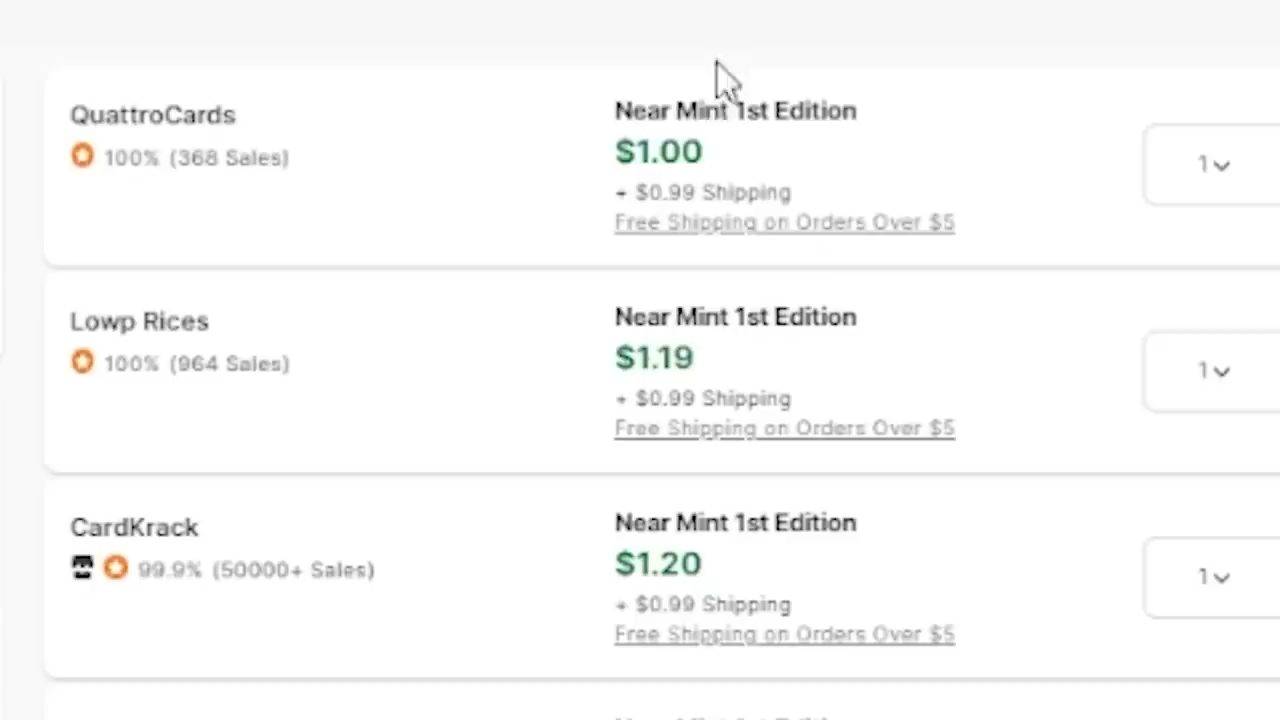 QuattroCards
100% (368 Sales)
Near Mint 1st Edition
$1.00
+ $0.99 Shipping
Free Shipping on Orders Over $5
1
Lowp Rices
100% (964 Sales)
Near Mint 1st Edition
$1.19
+ $0.99 Shipping
Free Shipping on Orders Over $5
1
CardKrack
99.9% (50000+ Sales)
Near Mint 1st Edition
$1.20
+ $0.99 Shipping
Free Shipping on Orders Over $5
1